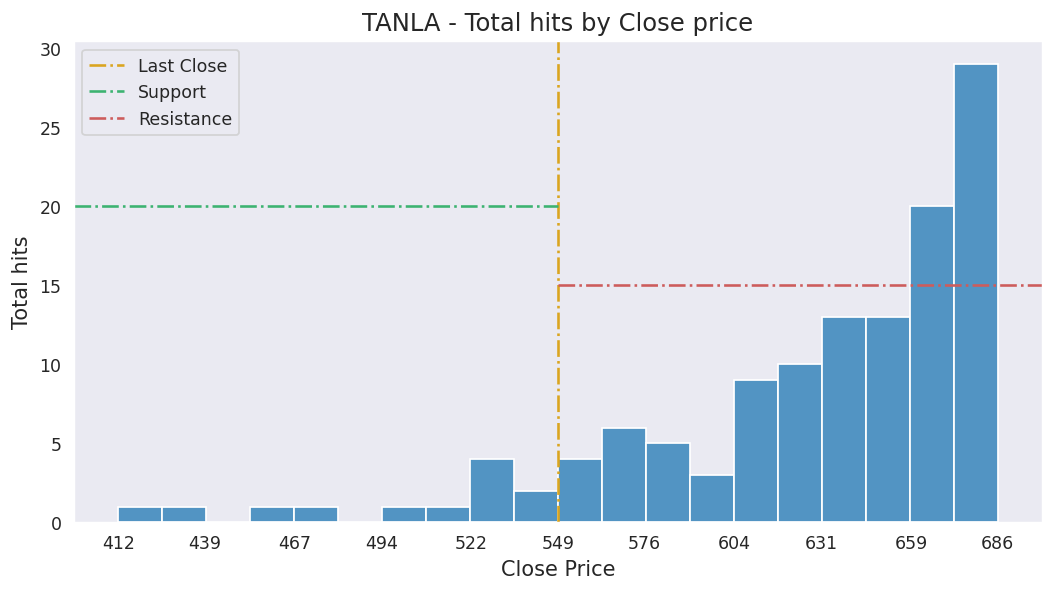 TANLA - Total hits by Close price
Last Close
Support
Resistance
Total hits
30
25
20
15
10
5
0
412 439 467 494 522 549 576 604 631 659 686
Close Price